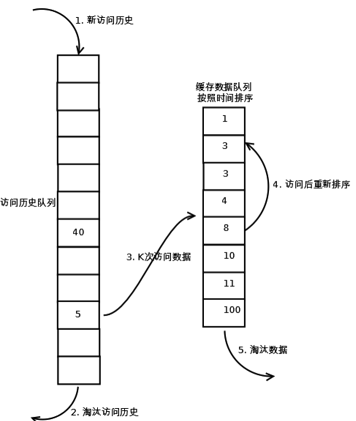 1. 新访问历史
缓存数据队列
按照时间排序
1
3
3
4
8
10
11
100
4. 访问后重新排序
访问历史队列
40
3. K次访问数据
5
5. 淘汰数据
2. 淘汰访问历史